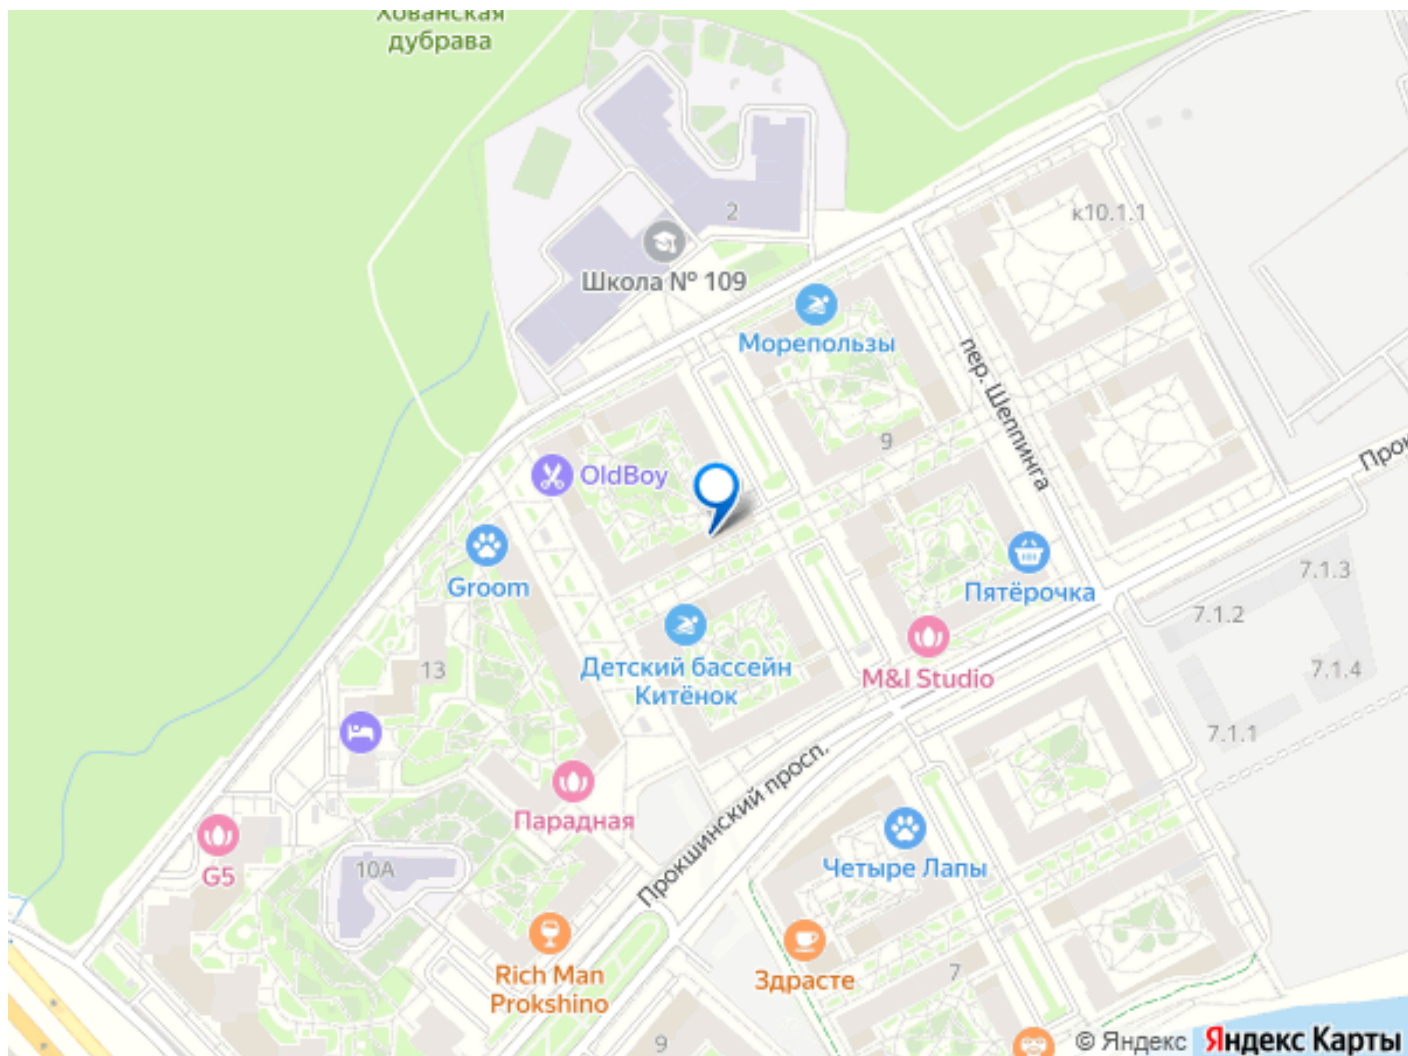 Хованская
дубрава
2
к10.1.1
Школа № 109
Морепользы
пер. Шеппинга
9
OldBoy
Groom
Пятёрочка
7.1.3
7.1.2
7.1.4
7.1.1
Детский бассейн
Китёнок
M&I Studio
13
Парадная
Прокшинский просп.
G5
10А
Четыре Лапы
Rich Man
Prokshino
Здрасте
7
9
© Яндекс Яндекс Карты